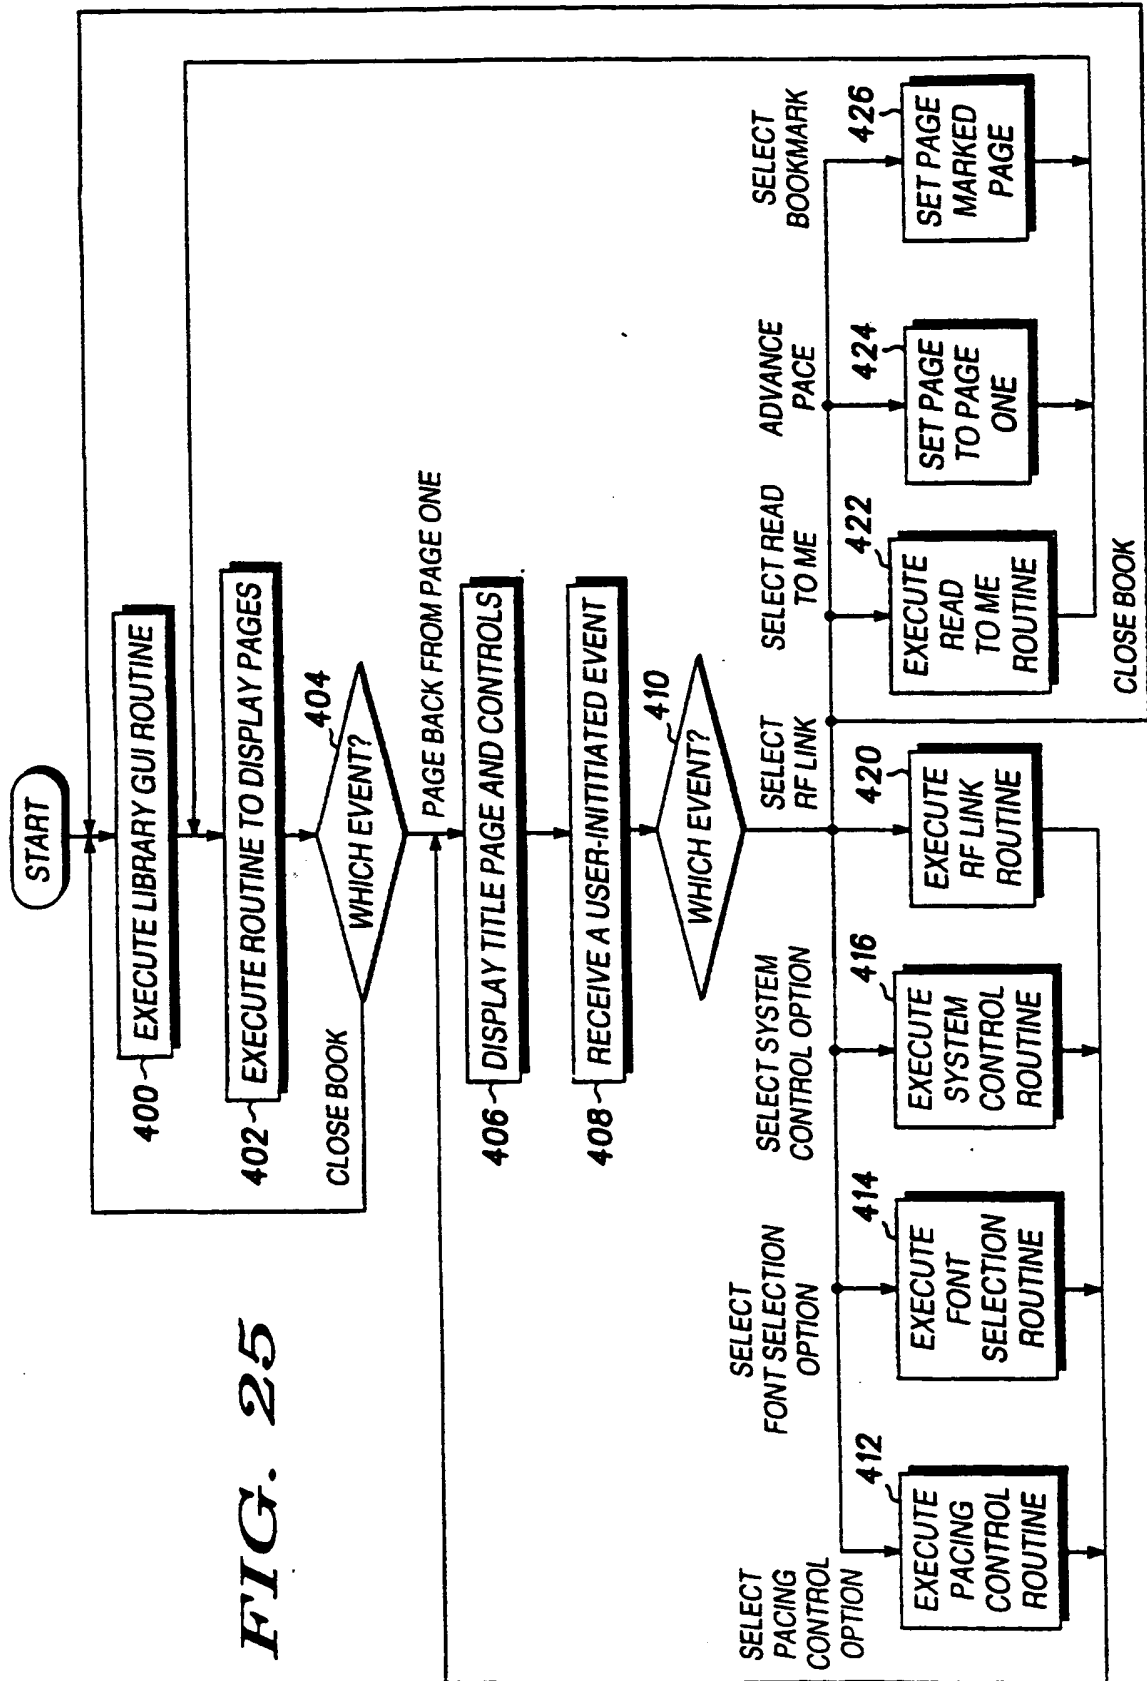 FIG. 25
START
400
EXECUTE LIBRARY GUI ROUTINE
402
EXECUTE ROUTINE TO DISPLAY PAGES
404
WHICH EVENT?
CLOSE BOOK
PAGE BACK FROM PAGE ONE
406
DISPLAY TITLE PAGE AND CONTROLS
408
RECEIVE A USER-INITIATED EVENT
410
WHICH EVENT?
SELECT
PACING
CONTROL
OPTION
SELECT
FONT SELECTION
OPTION
SELECT SYSTEM
CONTROL OPTION
SELECT
RF LINK
SELECT READ
TO ME
ADVANCE
PACE
SELECT
BOOKMARK
412
EXECUTE
PACING
CONTROL
ROUTINE
414
EXECUTE
FONT
SELECTION
ROUTINE
416
EXECUTE
SYSTEM
CONTROL
ROUTINE
420
EXECUTE
RF LINK
ROUTINE
422
EXECUTE
READ
TO ME
ROUTINE
424
SET PAGE
TO PAGE
ONE
426
SET PAGE
MARKED
PAGE
CLOSE BOOK